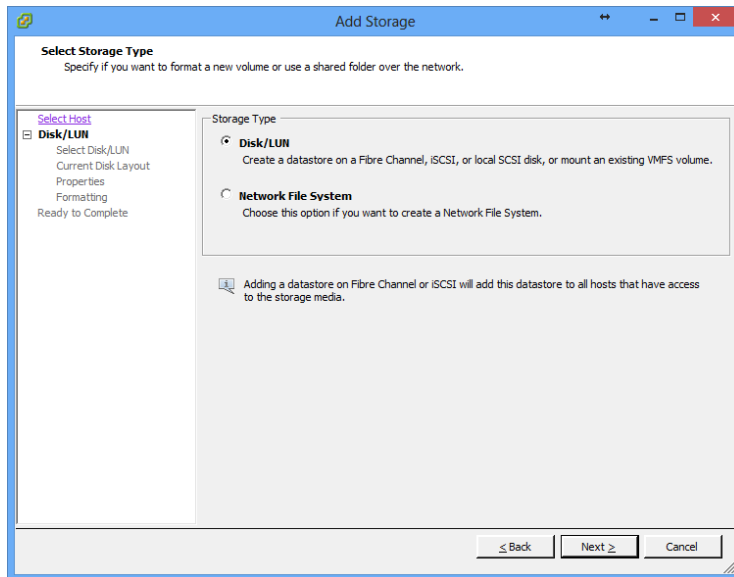 Add Storage
Select Storage Type
Specify if you want to format a new volume or use a shared folder over the network.
Select Host
Disk/LUN
Select Disk/LUN
Current Disk Layout
Properties
Formatting
Ready to Complete
Storage Type
Disk/LUN
Create a datastore on a Fibre Channel, iSCSI, or local SCSI disk, or mount an existing VMFS volume.
Network File System
Choose this option if you want to create a Network File System.
Adding a datastore on Fibre Channel or iSCSI will add this datastore to all hosts that have access
to the storage media.
< Back
Next >
Cancel